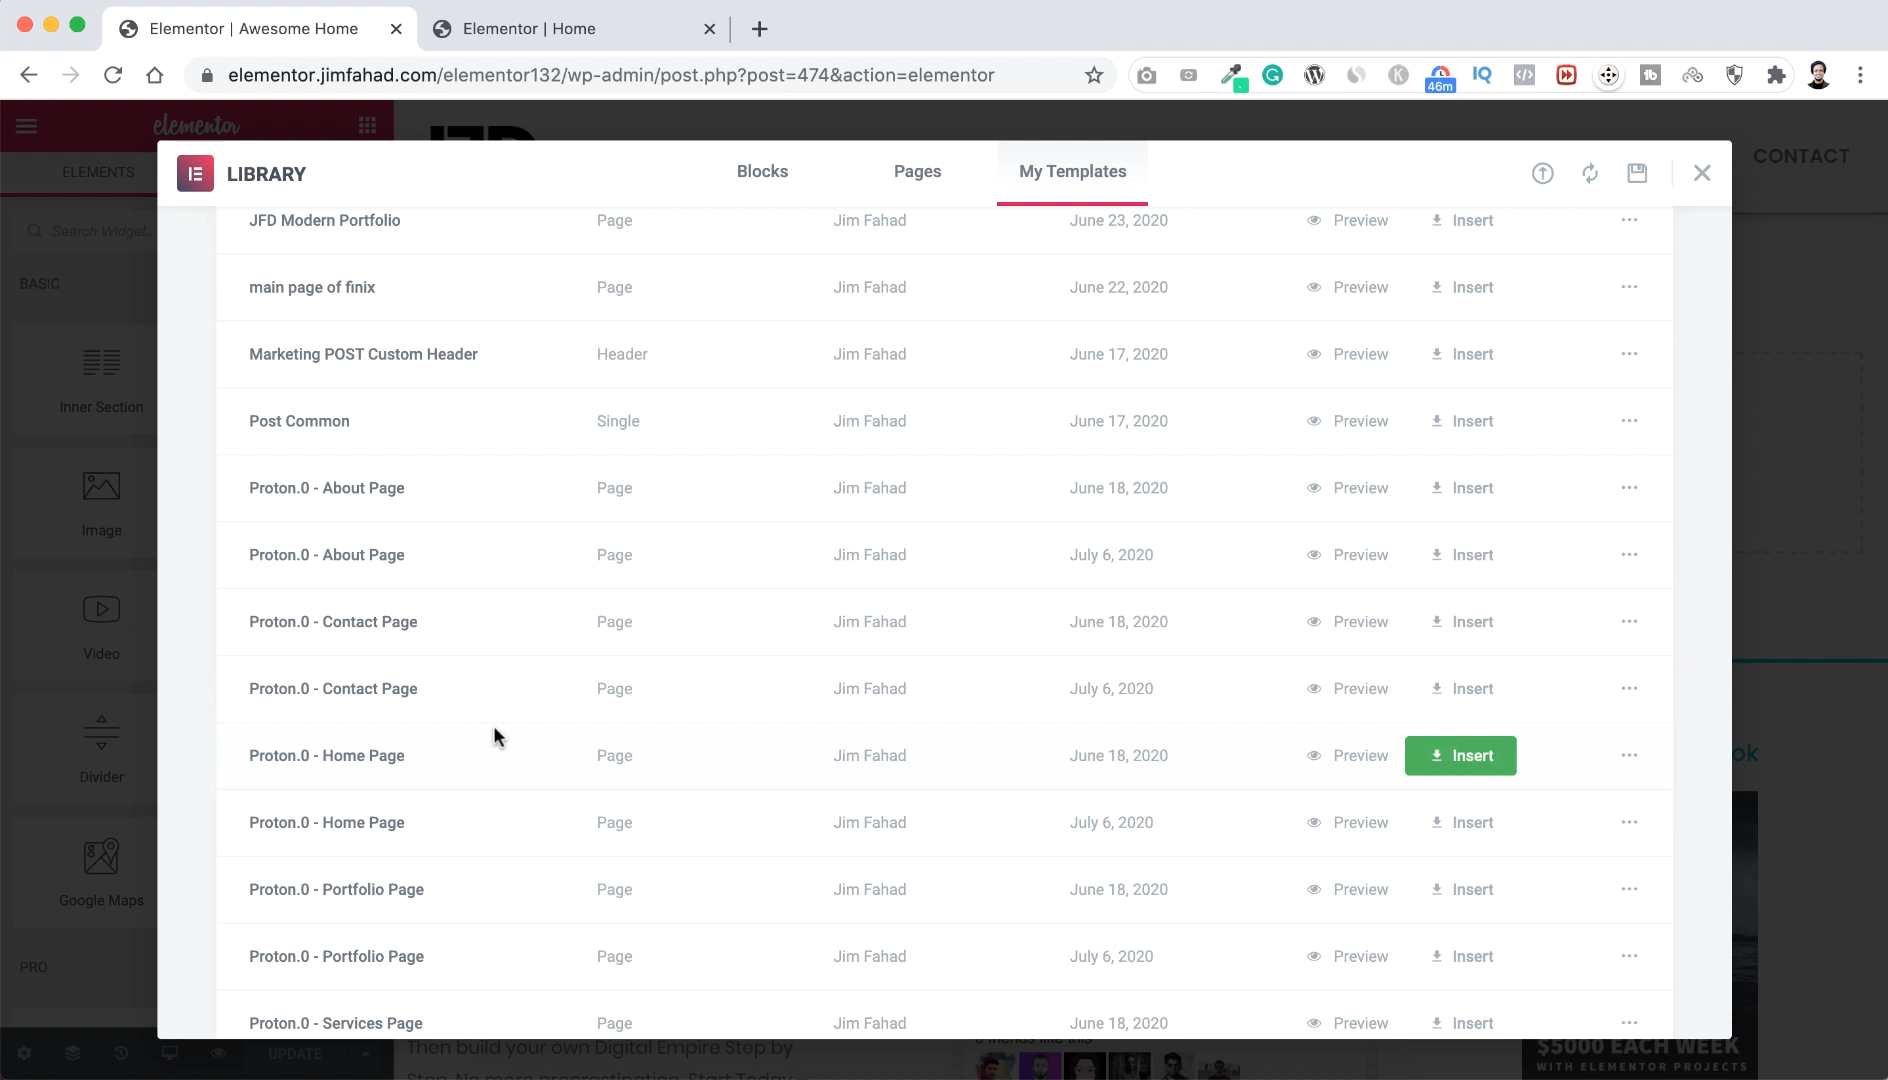 Elementor | Awesome Home
Elementor | Home
elementor.jimfahad.com/elementor132/wp-admin/post.php?post=474&action=elementor
46m
elementor
ELEMENTS
CONTACT
LIBRARY
Blocks
Pages
My Templates
Search Widget...
BASIC
Inner Section
Image
Video
Divider
Google Maps
PRO
JFD Modern Portfolio Page Jim Fahad June 23, 2020 Preview Insert
main page of finix Page Jim Fahad June 22, 2020 Preview Insert
Marketing POST Custom Header Header Jim Fahad June 17, 2020 Preview Insert
Post Common Single Jim Fahad June 17, 2020 Preview Insert
Proton.0 - About Page Page Jim Fahad June 18, 2020 Preview Insert
Proton.0 - About Page Page Jim Fahad July 6, 2020 Preview Insert
Proton.0 - Contact Page Page Jim Fahad June 18, 2020 Preview Insert
Proton.0 - Contact Page Page Jim Fahad July 6, 2020 Preview Insert
Proton.0 - Home Page Page Jim Fahad June 18, 2020 Preview Insert
Proton.0 - Home Page Page Jim Fahad July 6, 2020 Preview Insert
Proton.0 - Portfolio Page Page Jim Fahad June 18, 2020 Preview Insert
Proton.0 - Portfolio Page Page Jim Fahad July 6, 2020 Preview Insert
Proton.0 - Services Page Page Jim Fahad June 18, 2020 Preview Insert
ok
UPDATE
Then build your own Digital Empire Step by
Step. No more procrastination. Start Today
$5000 EACH WEEK
WITH ELEMENTOR PROJECTS